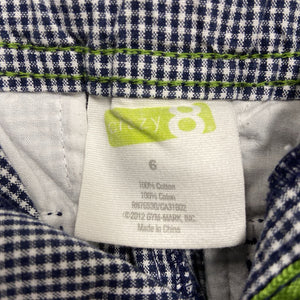 crazy 8
6
100% Cotton
100% Coton
©2012 GYM-MARK, INC.
Made in China